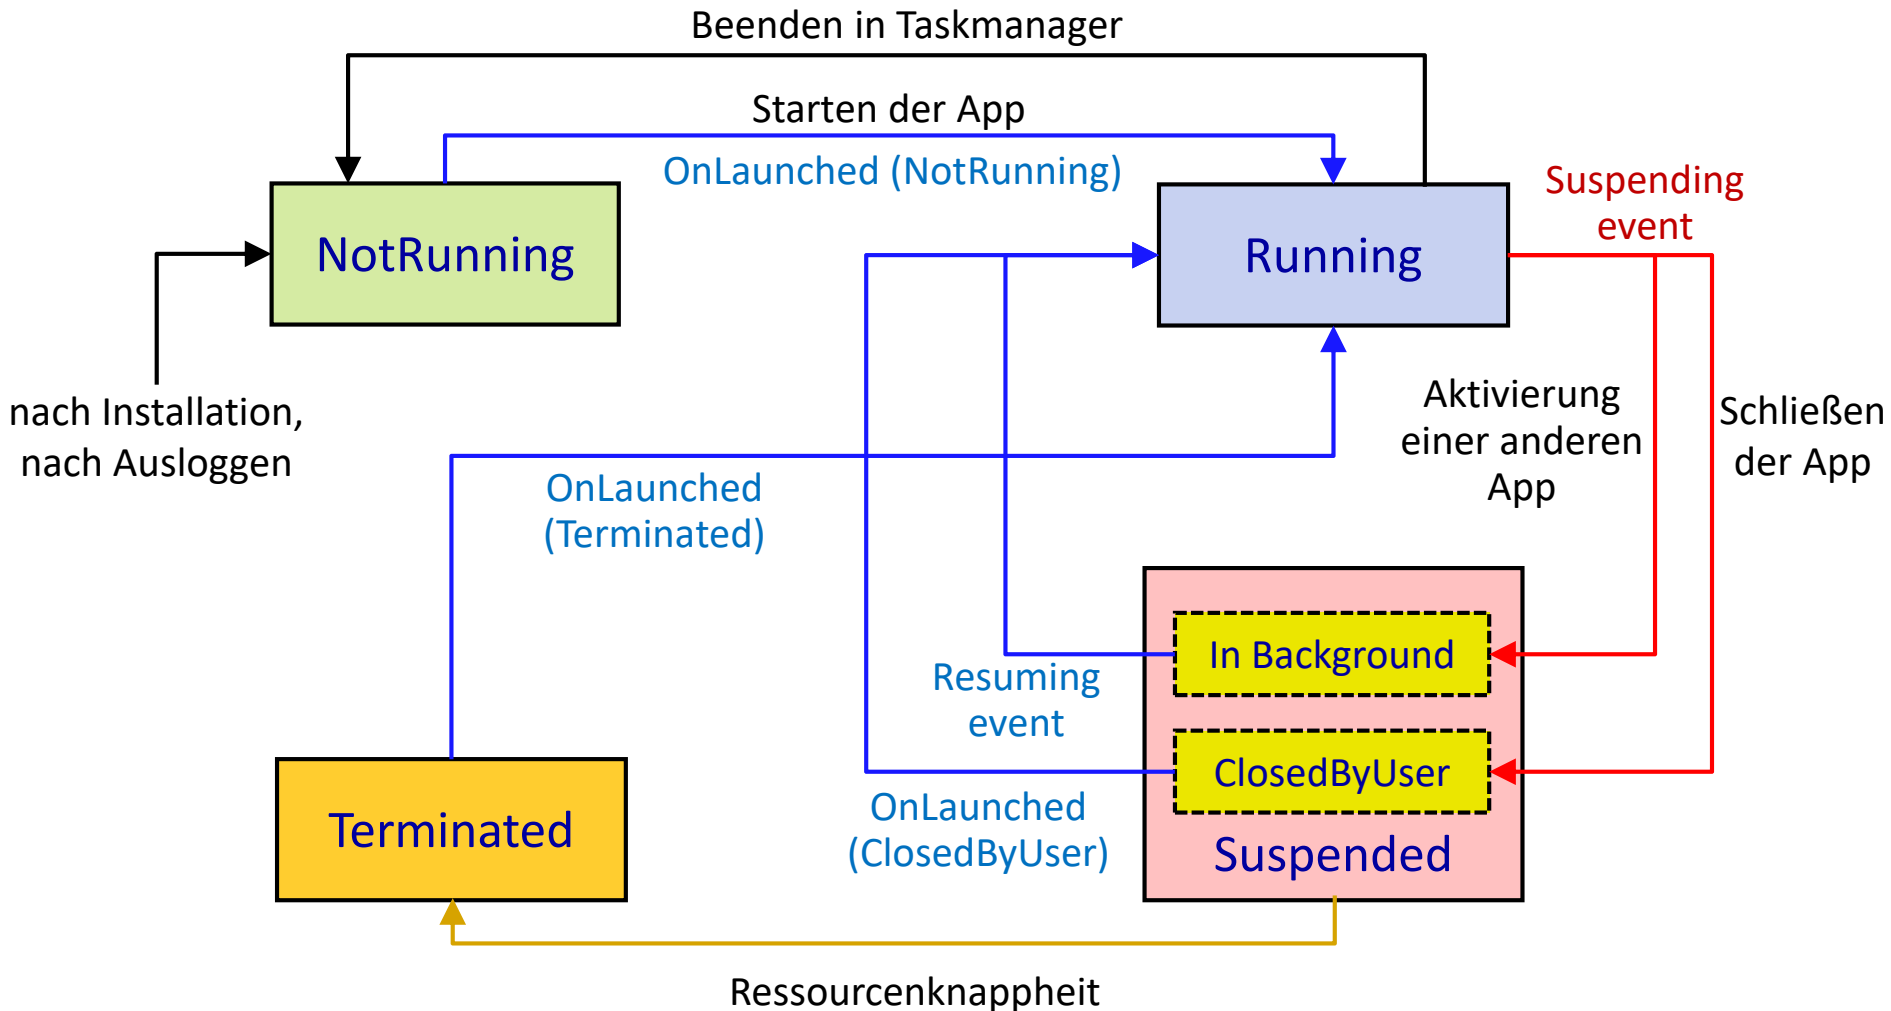 Beenden in Taskmanager
Starten der App
OnLaunched (NotRunning)
Suspending
event
NotRunning
Running
nach Installation,
nach Ausloggen
Aktivierung
einer anderen
App
Schließen
der App
OnLaunched
(Terminated)
In Background
Resuming
event
ClosedByUser
OnLaunched
(ClosedByUser)
Terminated
Suspended
Ressourcenknappheit